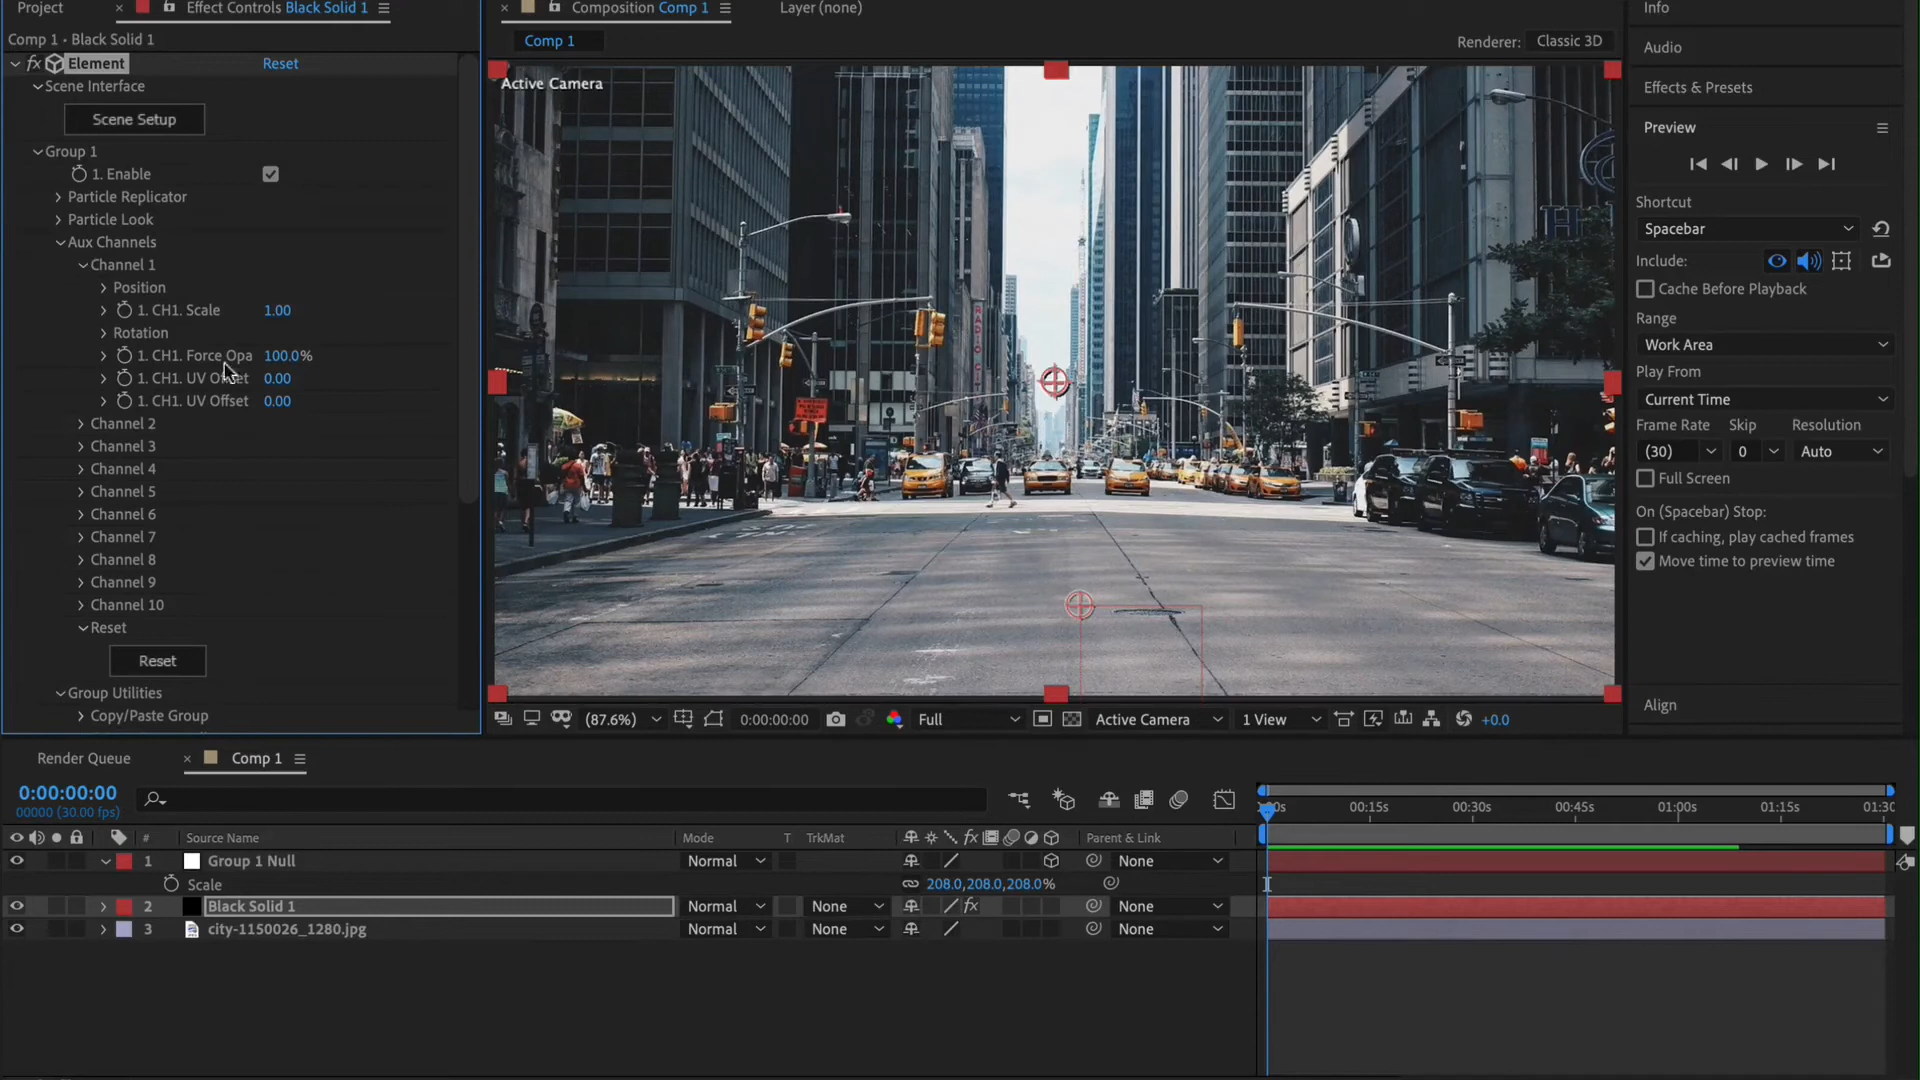 Project
Effect Controls Black Solid 1
Comp 1 • Black Solid 1
fx Element Reset
Scene Interface
Scene Setup
Group 1
1. Enable
Particle Replicator
Particle Look
Aux Channels
Channel 1
Position
1. CH1. Scale 1.00
Rotation
1. CH1. Force Opa 100.0%
1. CH1. UV Offset 0.00
1. CH1. UV Offset 0.00
Channel 2
Channel 3
Channel 4
Channel 5
Channel 6
Channel 7
Channel 8
Channel 9
Channel 10
Reset
Reset
Group Utilities
Copy/Paste Group
Composition Comp 1
Layer (none)
Comp 1
Renderer: Classic 3D
Active Camera
(87.6%) 0:00:00:00 Full Active Camera 1 View +0.0
Info
Audio
Effects & Presets
Preview
Shortcut
Spacebar
Include:
Cache Before Playback
Range
Work Area
Play From
Current Time
Frame Rate Skip Resolution
(30) 0 Auto
Full Screen
On (Spacebar) Stop:
If caching, play cached frames
Move time to preview time
Align
Render Queue
Comp 1
0:00:00:00
00000 (30.00 fps)
# Source Name Mode T TrkMat fx Parent & Link
00:15s 00:30s 00:45s 01:00s 01:15s 01:30
1 Group 1 Null Normal None
Scale 208.0,208.0,208.0%
2 Black Solid 1 Normal None fx None
3 city-1150026_1280.jpg Normal None None